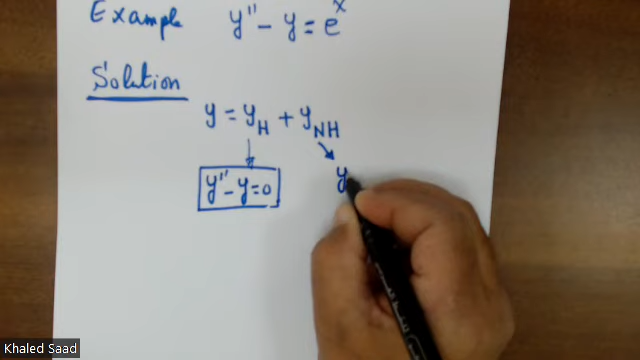 Example y" - y = e^x
Solution
y = y_H + y_NH
y" - y = 0
y
Khaled Saad